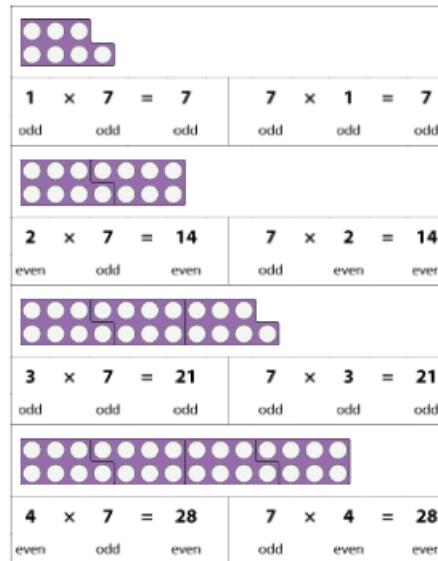 1 × 7 = 7 7 × 1 = 7
odd odd odd odd odd odd
2 × 7 = 14 7 × 2 = 14
even odd even odd even even
3 × 7 = 21 7 × 3 = 21
odd odd odd odd odd odd
4 × 7 = 28 7 × 4 = 28
even odd even odd even even